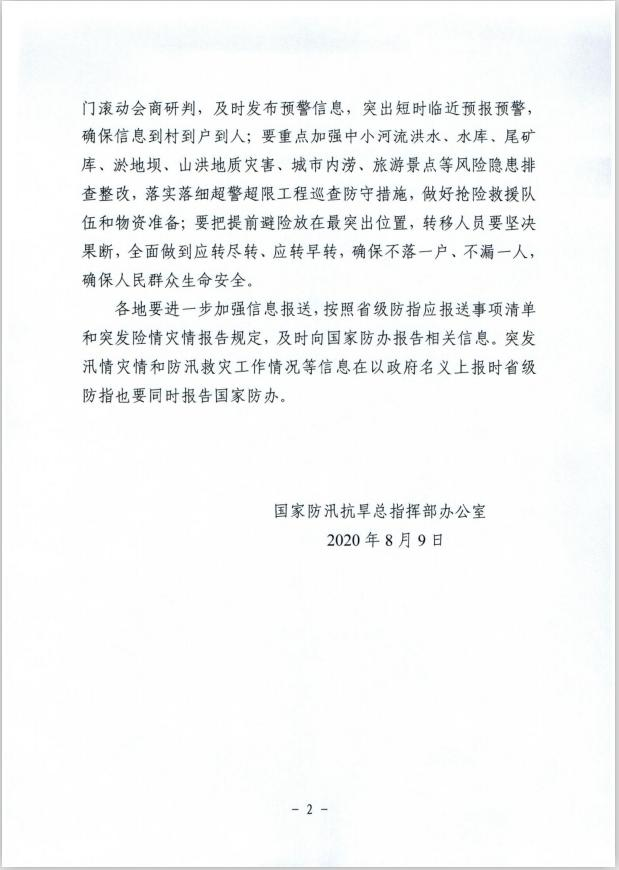 门滚动会商研判，及时发布预警信息，突出短时临近预报预警，
确保信息到村到户到人；要重点加强中小河流洪水、水库、尾矿
库、淤地坝、山洪地质灾害、城市内涝、旅游景点等风险隐患排
查整改，落实落细超警超限工程巡查防守措施，做好抢险救援队
伍和物资准备；要把提前避险放在最突出位置，转移人员要坚决
果断，全面做到应转尽转、应转早转，确保不落一户、不漏一人，
确保人民群众生命安全。
各地要进一步加强信息报送，按照省级防指应报送事项清单
和突发险情灾情报告规定，及时向国家防办报告相关信息。突发
汛情灾情和防汛救灾工作情况等信息在以政府名义上报时省级
防指也要同时报告国家防办。
国家防汛抗旱总指挥部办公室
2020 年 8 月 9 日
- 2 -